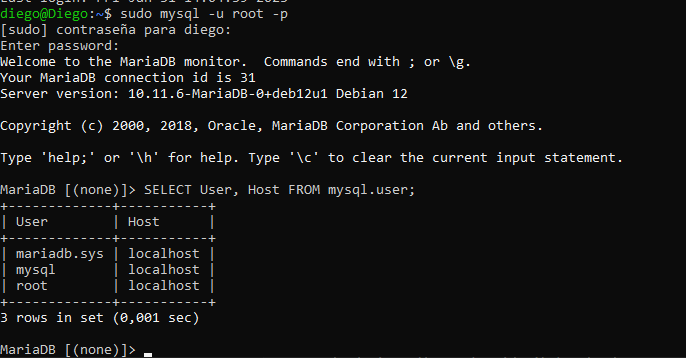 diego@Diego:~$ sudo mysql -u root -p
[sudo] contraseña para diego:
Enter password:
Welcome to the MariaDB monitor.  Commands end with ; or \g.
Your MariaDB connection id is 31
Server version: 10.11.6-MariaDB-0+deb12u1 Debian 12

Copyright (c) 2000, 2018, Oracle, MariaDB Corporation Ab and others.

Type 'help;' or '\h' for help. Type '\c' to clear the current input statement.

MariaDB [(none)]> SELECT User, Host FROM mysql.user;
+-------------+-----------+
| User        | Host      |
+-------------+-----------+
| mariadb.sys | localhost |
| mysql       | localhost |
| root        | localhost |
+-------------+-----------+
3 rows in set (0,001 sec)

MariaDB [(none)]>